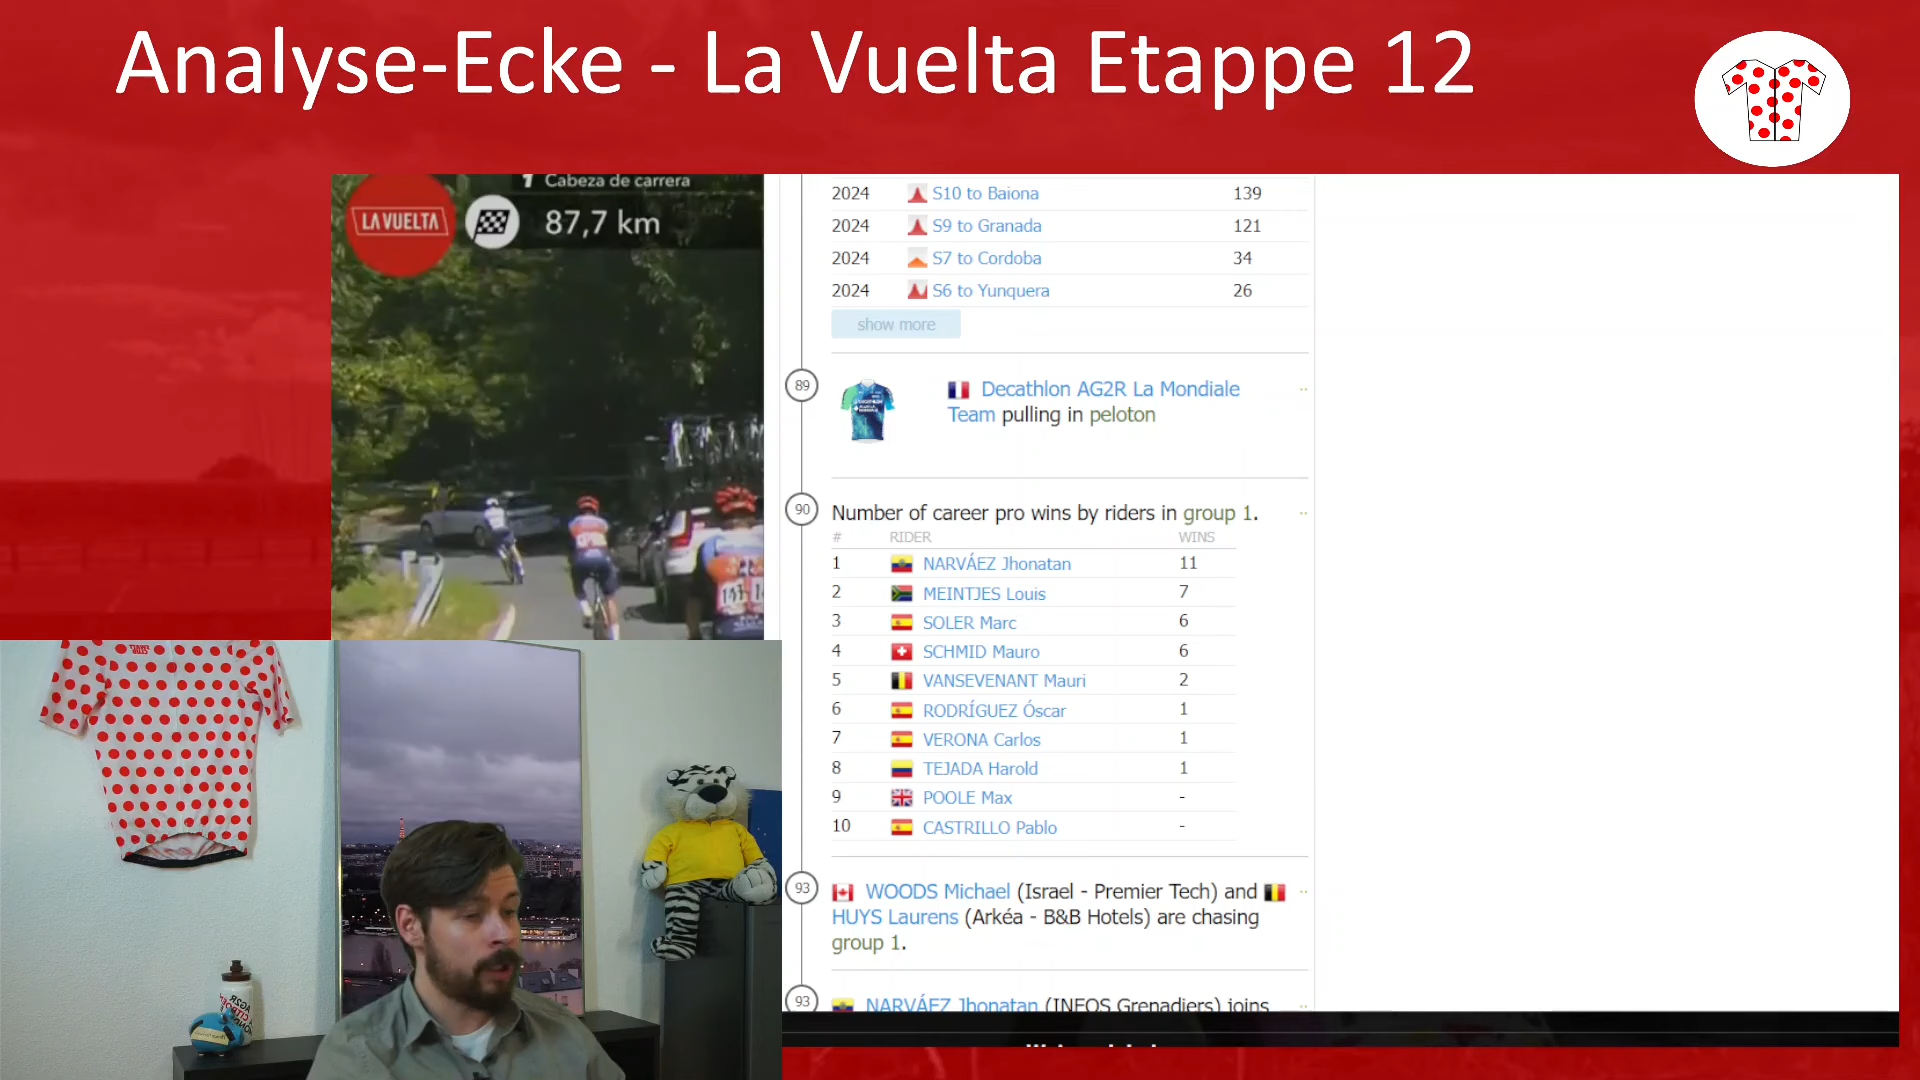 Analyse-Ecke - La Vuelta Etappe 12
1 Cabeza de carrera
LA VUELTA
87,7 km
2024 S10 to Baiona 139
2024 S9 to Granada 121
2024 S7 to Cordoba 34
2024 S6 to Yunquera 26
show more
89
Decathlon AG2R La Mondiale
Team pulling in peloton
90
Number of career pro wins by riders in group 1.
# RIDER WINS
1 NARVÁEZ Jhonatan 11
2 MEINTJES Louis 7
3 SOLER Marc 6
4 SCHMID Mauro 6
5 VANSEVENANT Mauri 2
6 RODRÍGUEZ Óscar 1
7 VERONA Carlos 1
8 TEJADA Harold 1
9 POOLE Max -
10 CASTRILLO Pablo -
93
WOODS Michael (Israel - Premier Tech) and
HUYS Laurens (Arkéa - B&B Hotels) are chasing
group 1.
93
NARVÁEZ Jhonatan (INEOS Grenadiers) joins